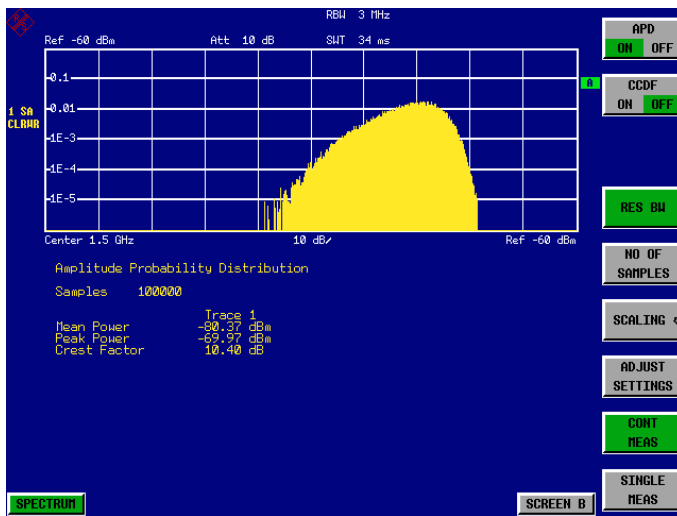 RBW 3 MHz
Ref -60 dBm Att 10 dB SWT 34 ms
0.1
0.01
1E-3
1E-4
1E-5
1 SA
CLRWR
A
Center 1.5 GHz 10 dB/ Ref -60 dBm
Amplitude Probability Distribution
Samples 100000
Trace 1
Mean Power -80.37 dBm
Peak Power -69.97 dBm
Crest Factor 10.40 dB
SPECTRUM
SCREEN B
APD
ON OFF
CCDF
ON OFF
RES BW
NO OF
SAMPLES
SCALING
ADJUST
SETTINGS
CONT
MEAS
SINGLE
MEAS